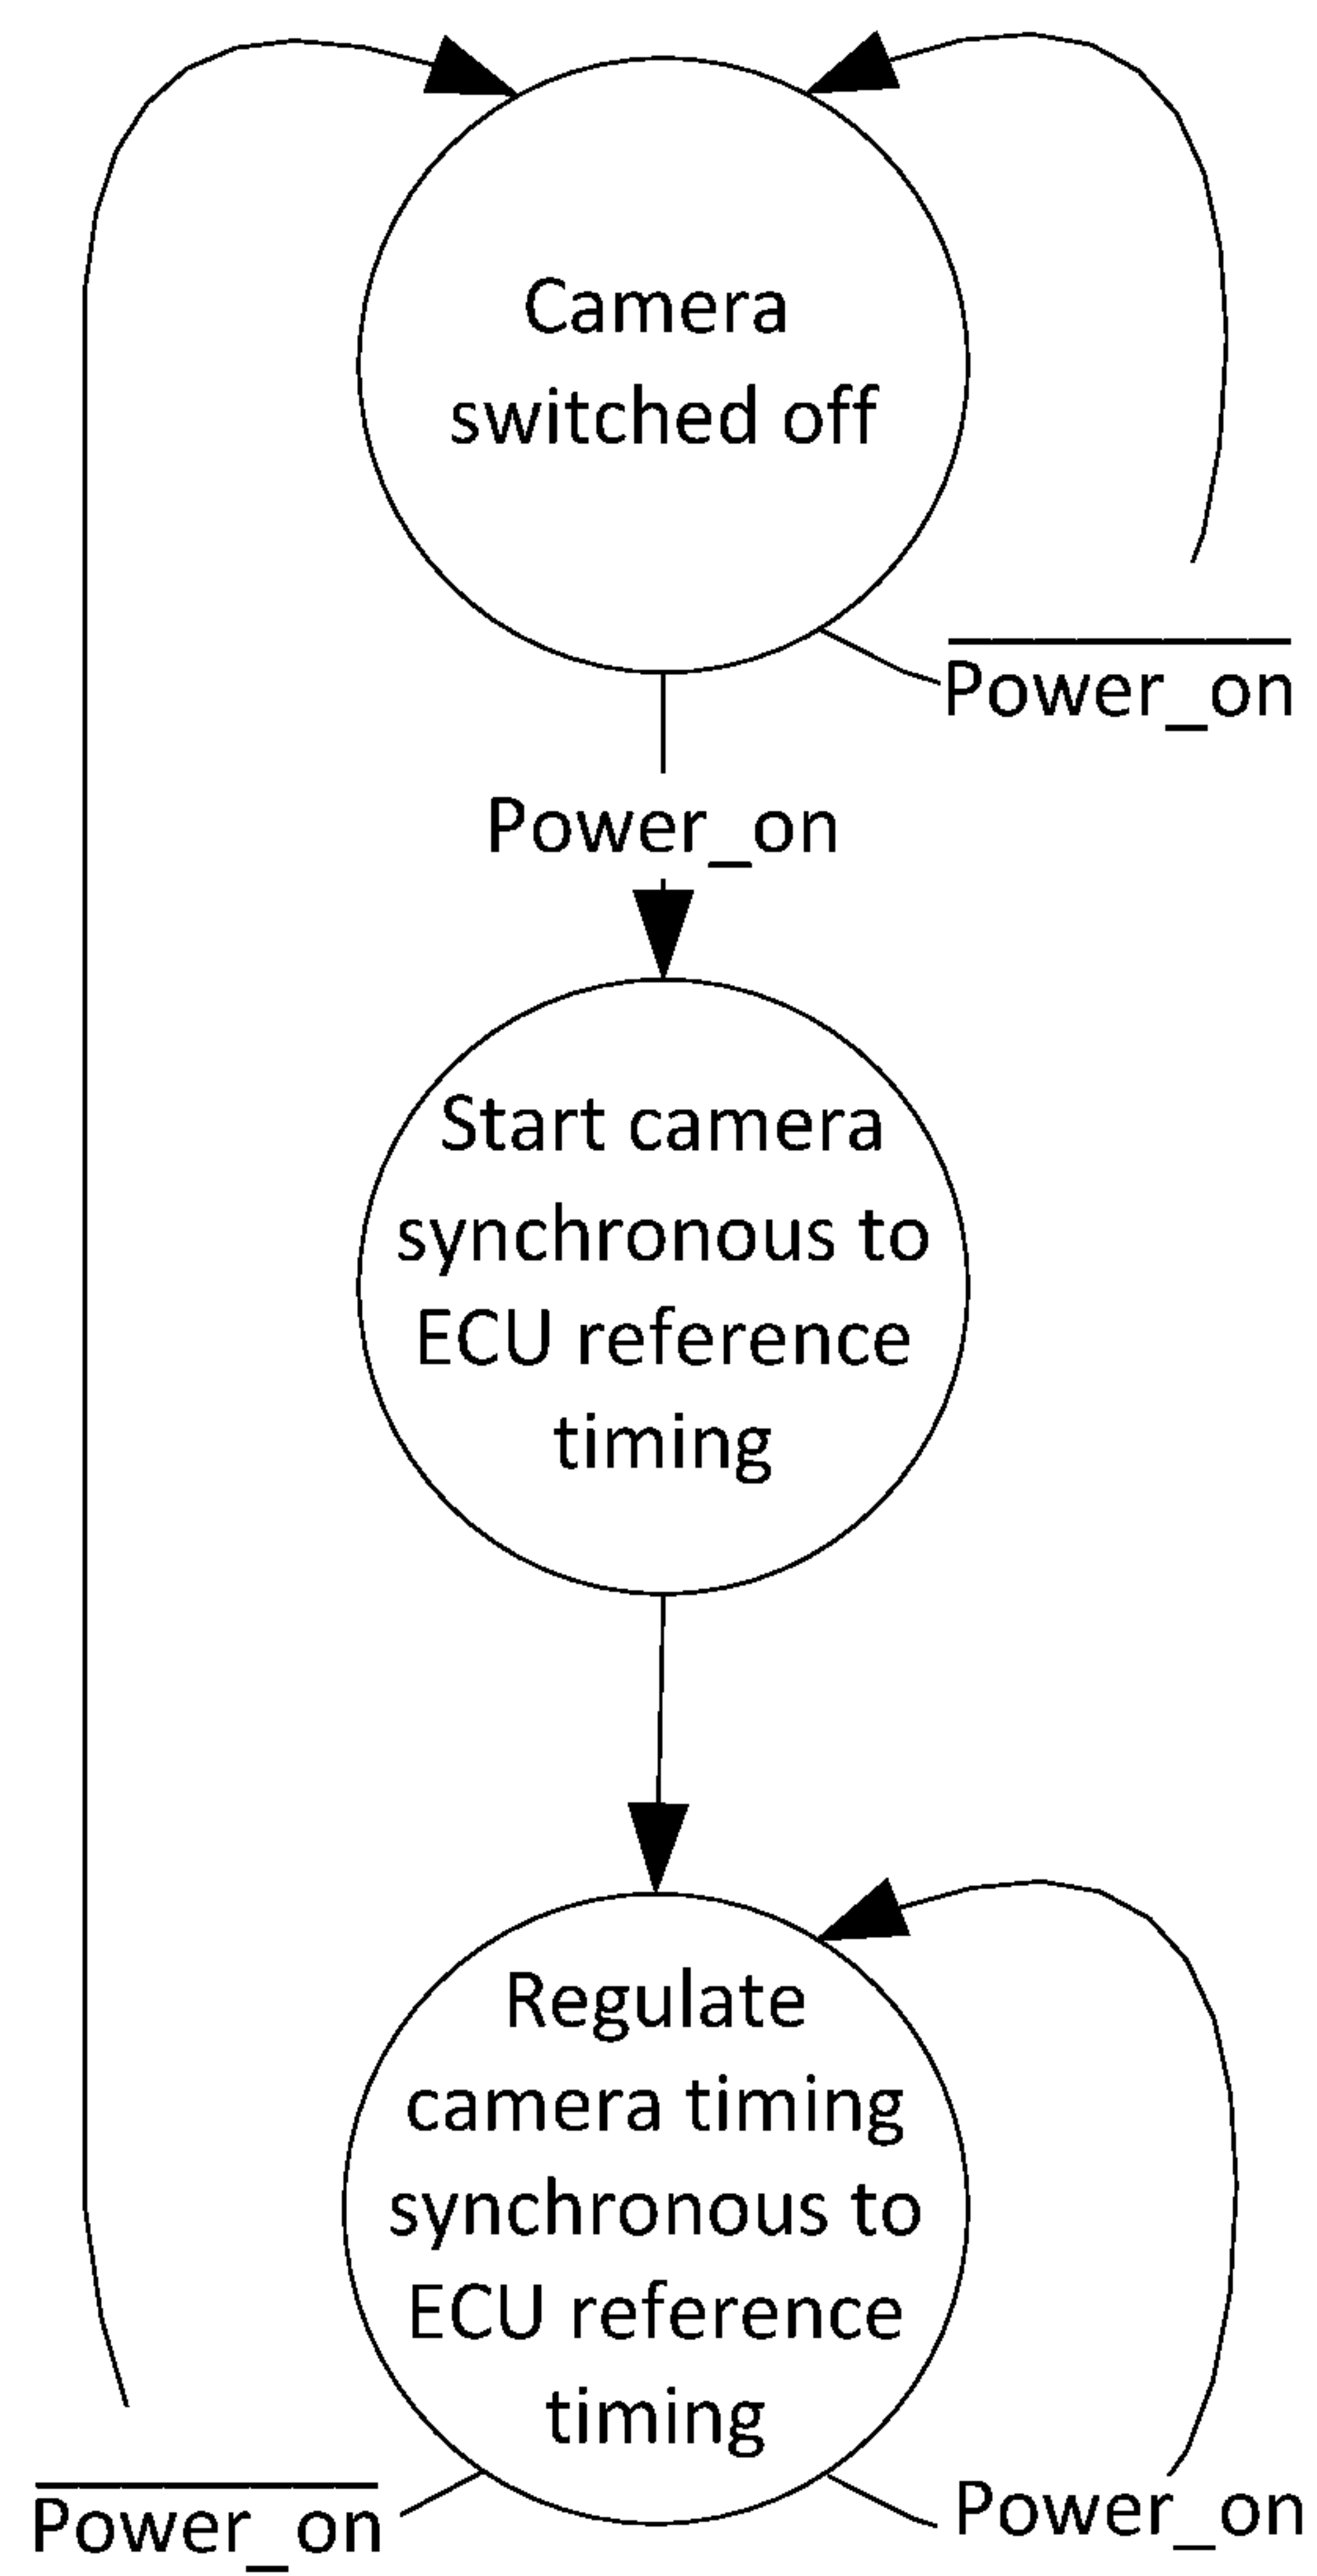 Camera
switched off
Power_on
Power_on
Start camera
synchronous to
ECU reference
timing
Regulate
camera timing
synchronous to
ECU reference
timing
Power_on
Power_on